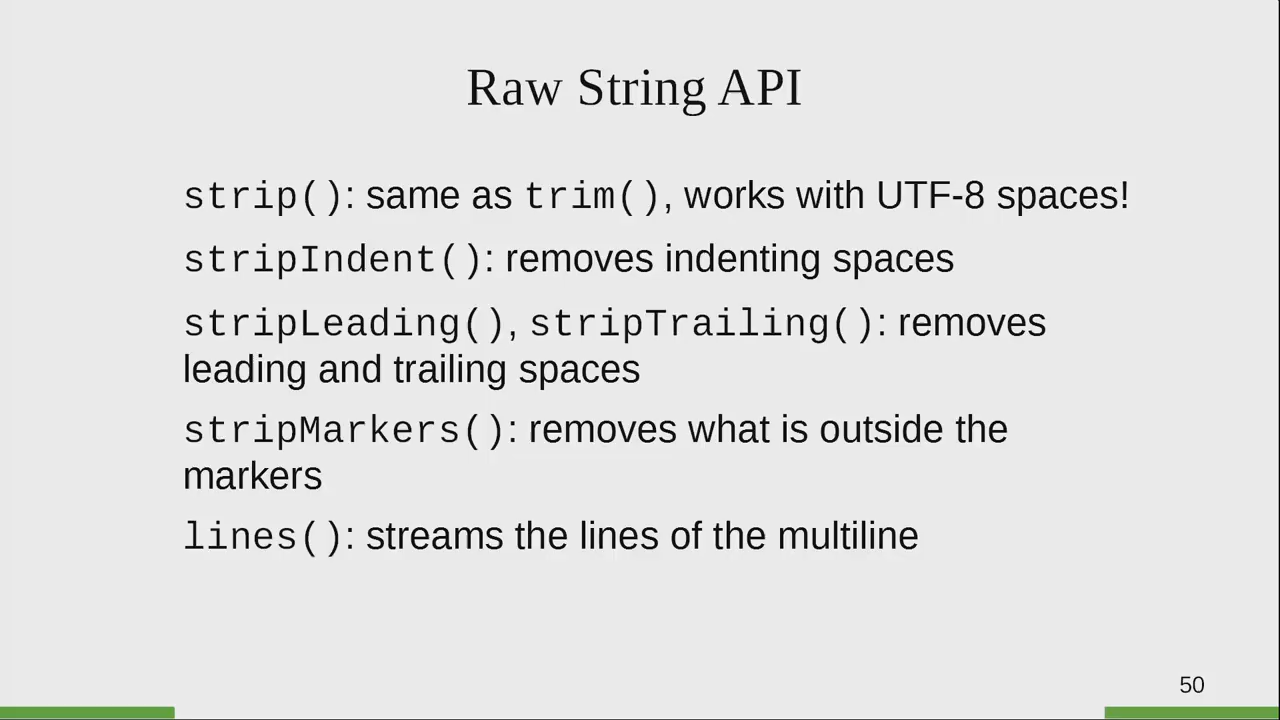 Raw String API
strip(): same as trim(), works with UTF-8 spaces!
stripIndent(): removes indenting spaces
stripLeading(), stripTrailing(): removes
leading and trailing spaces
stripMarkers(): removes what is outside the
markers
lines(): streams the lines of the multiline
50